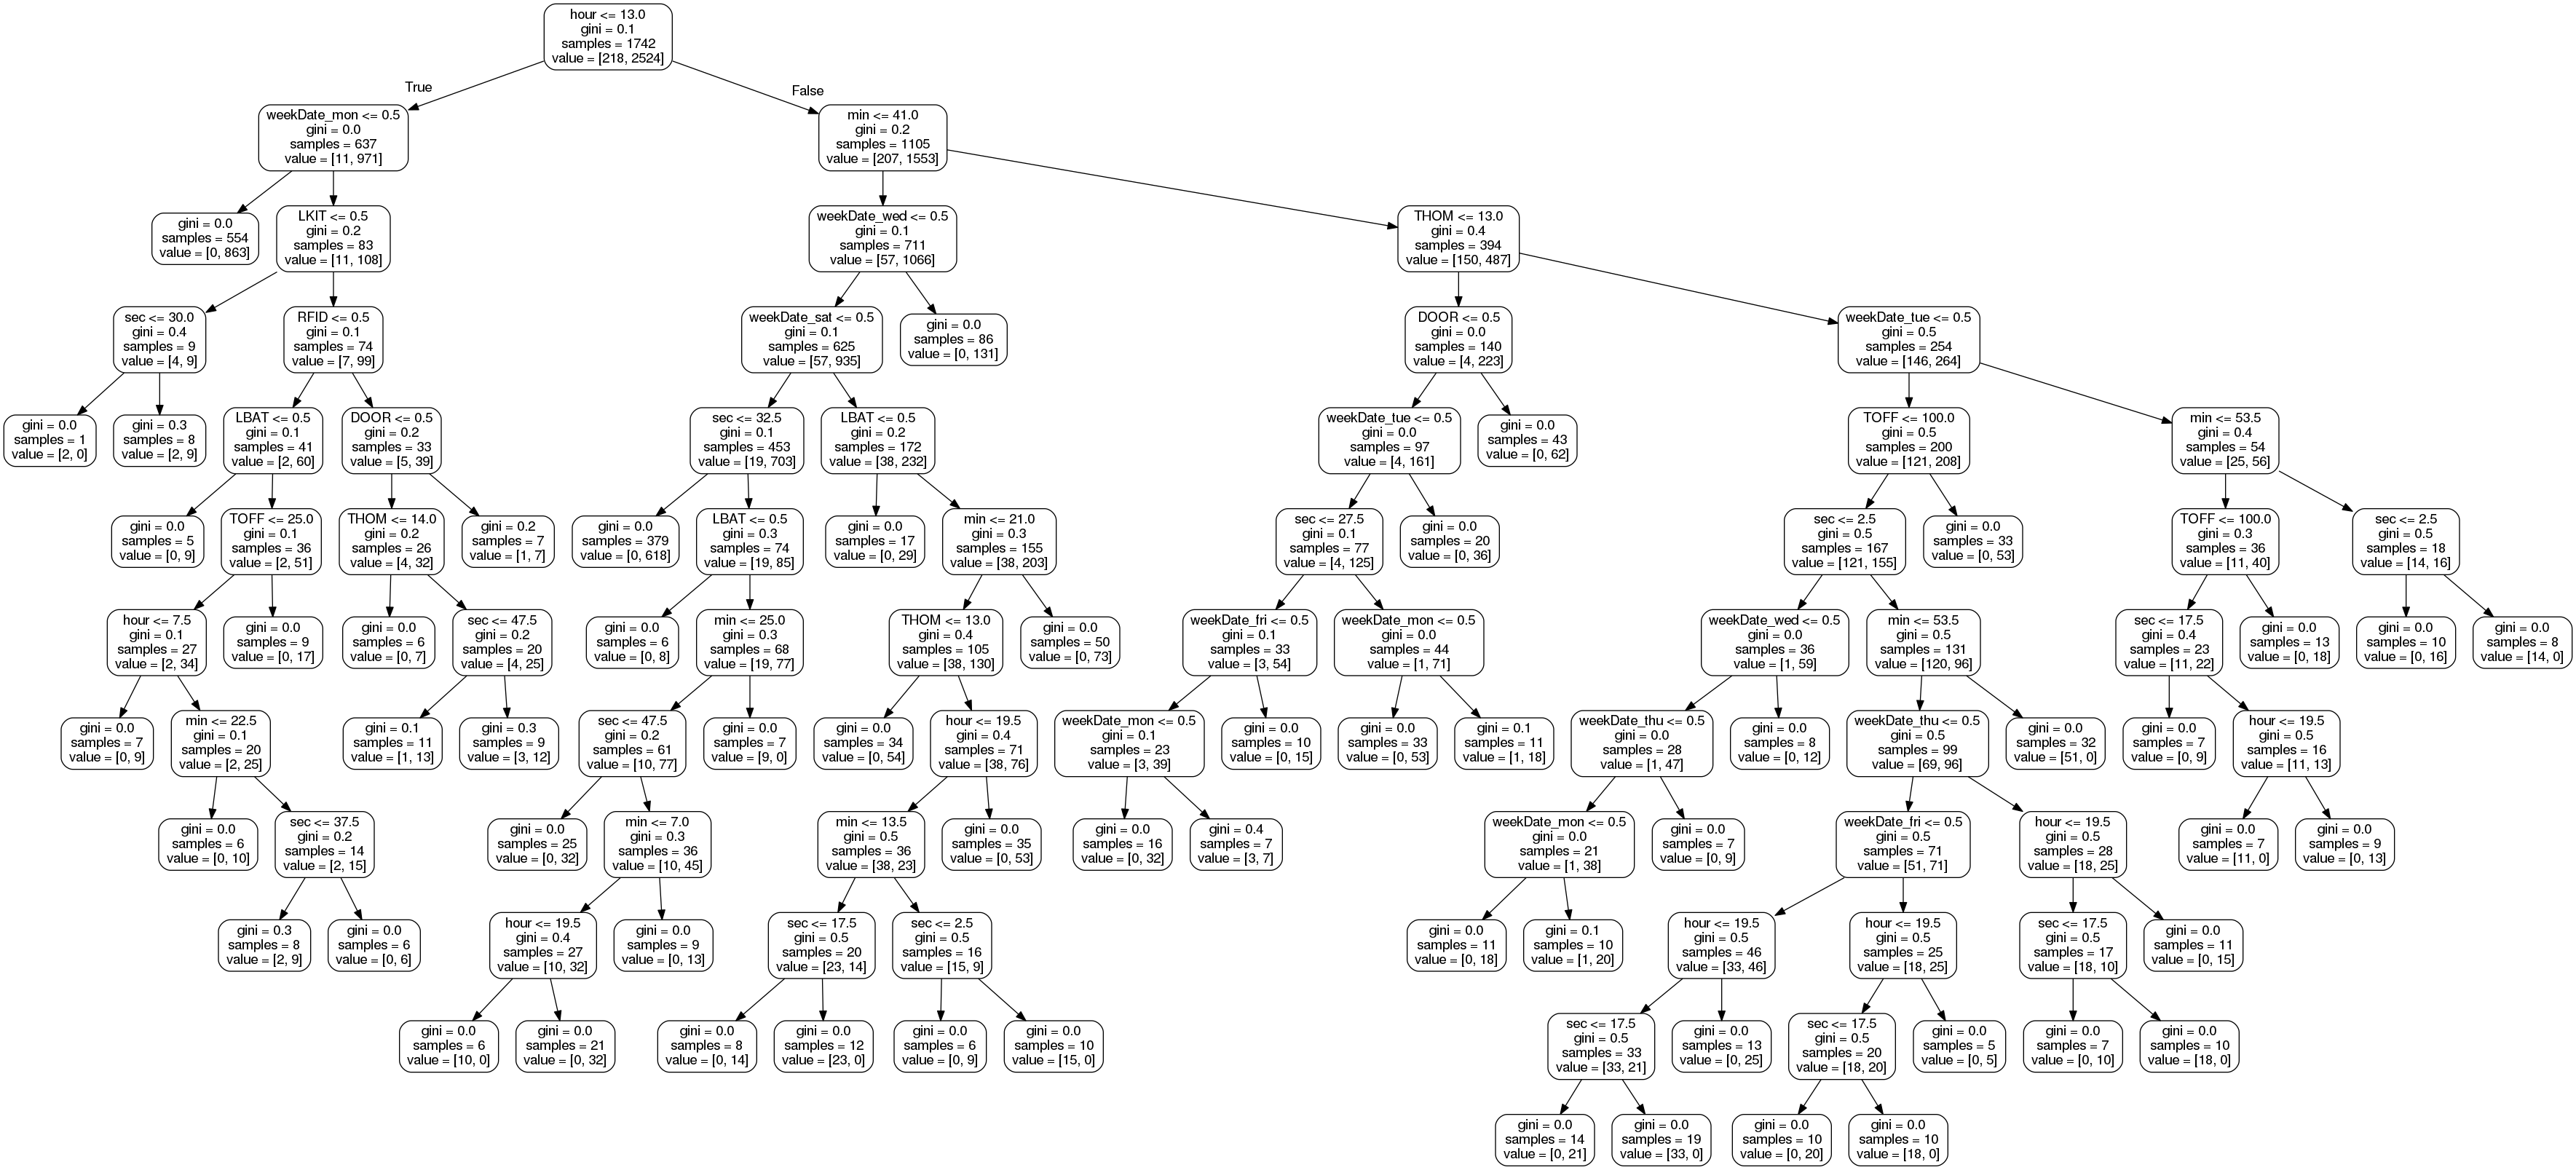 hour <= 13.0
gini = 0.1
samples = 1742
value = [218, 2524]
True
False
weekDate_mon <= 0.5
gini = 0.0
samples = 637
value = [11, 971]
min <= 41.0
gini = 0.2
samples = 1105
value = [207, 1553]
gini = 0.0
samples = 554
value = [0, 863]
LKIT <= 0.5
gini = 0.2
samples = 83
value = [11, 108]
weekDate_wed <= 0.5
gini = 0.1
samples = 711
value = [57, 1066]
THOM <= 13.0
gini = 0.4
samples = 394
value = [150, 487]
sec <= 30.0
gini = 0.4
samples = 9
value = [4, 9]
RFID <= 0.5
gini = 0.1
samples = 74
value = [7, 99]
weekDate_sat <= 0.5
gini = 0.1
samples = 625
value = [57, 935]
gini = 0.0
samples = 86
value = [0, 131]
DOOR <= 0.5
gini = 0.0
samples = 140
value = [4, 223]
weekDate_tue <= 0.5
gini = 0.5
samples = 254
value = [146, 264]
gini = 0.0
samples = 1
value = [2, 0]
gini = 0.3
samples = 8
value = [2, 9]
LBAT <= 0.5
gini = 0.1
samples = 41
value = [2, 60]
DOOR <= 0.5
gini = 0.2
samples = 33
value = [5, 39]
sec <= 32.5
gini = 0.1
samples = 453
value = [19, 703]
LBAT <= 0.5
gini = 0.2
samples = 172
value = [38, 232]
weekDate_tue <= 0.5
gini = 0.0
samples = 97
value = [4, 161]
gini = 0.0
samples = 43
value = [0, 62]
TOFF <= 100.0
gini = 0.5
samples = 200
value = [121, 208]
min <= 53.5
gini = 0.4
samples = 54
value = [25, 56]
gini = 0.0
samples = 5
value = [0, 9]
TOFF <= 25.0
gini = 0.1
samples = 36
value = [2, 51]
THOM <= 14.0
gini = 0.2
samples = 26
value = [4, 32]
gini = 0.2
samples = 7
value = [1, 7]
gini = 0.0
samples = 379
value = [0, 618]
LBAT <= 0.5
gini = 0.3
samples = 74
value = [19, 85]
gini = 0.0
samples = 17
value = [0, 29]
min <= 21.0
gini = 0.3
samples = 155
value = [38, 203]
sec <= 27.5
gini = 0.1
samples = 77
value = [4, 125]
gini = 0.0
samples = 20
value = [0, 36]
sec <= 2.5
gini = 0.5
samples = 167
value = [121, 155]
gini = 0.0
samples = 33
value = [0, 53]
TOFF <= 100.0
gini = 0.3
samples = 36
value = [11, 40]
sec <= 2.5
gini = 0.5
samples = 18
value = [14, 16]
hour <= 7.5
gini = 0.1
samples = 27
value = [2, 34]
gini = 0.0
samples = 9
value = [0, 17]
gini = 0.0
samples = 6
value = [0, 7]
sec <= 47.5
gini = 0.2
samples = 20
value = [4, 25]
gini = 0.0
samples = 6
value = [0, 8]
min <= 25.0
gini = 0.3
samples = 68
value = [19, 77]
THOM <= 13.0
gini = 0.4
samples = 105
value = [38, 130]
gini = 0.0
samples = 50
value = [0, 73]
weekDate_fri <= 0.5
gini = 0.1
samples = 33
value = [3, 54]
weekDate_mon <= 0.5
gini = 0.0
samples = 44
value = [1, 71]
weekDate_wed <= 0.5
gini = 0.0
samples = 36
value = [1, 59]
min <= 53.5
gini = 0.5
samples = 131
value = [120, 96]
sec <= 17.5
gini = 0.4
samples = 23
value = [11, 22]
gini = 0.0
samples = 13
value = [0, 18]
gini = 0.0
samples = 10
value = [0, 16]
gini = 0.0
samples = 8
value = [14, 0]
gini = 0.0
samples = 7
value = [0, 9]
min <= 22.5
gini = 0.1
samples = 20
value = [2, 25]
gini = 0.1
samples = 11
value = [1, 13]
gini = 0.3
samples = 9
value = [3, 12]
sec <= 47.5
gini = 0.2
samples = 61
value = [10, 77]
gini = 0.0
samples = 7
value = [9, 0]
gini = 0.0
samples = 34
value = [0, 54]
hour <= 19.5
gini = 0.4
samples = 71
value = [38, 76]
weekDate_mon <= 0.5
gini = 0.1
samples = 23
value = [3, 39]
gini = 0.0
samples = 10
value = [0, 15]
gini = 0.0
samples = 33
value = [0, 53]
gini = 0.1
samples = 11
value = [1, 18]
weekDate_thu <= 0.5
gini = 0.0
samples = 28
value = [1, 47]
gini = 0.0
samples = 8
value = [0, 12]
weekDate_thu <= 0.5
gini = 0.5
samples = 99
value = [69, 96]
gini = 0.0
samples = 32
value = [51, 0]
gini = 0.0
samples = 7
value = [0, 9]
hour <= 19.5
gini = 0.5
samples = 16
value = [11, 13]
gini = 0.0
samples = 6
value = [0, 10]
sec <= 37.5
gini = 0.2
samples = 14
value = [2, 15]
gini = 0.0
samples = 25
value = [0, 32]
min <= 7.0
gini = 0.3
samples = 36
value = [10, 45]
min <= 13.5
gini = 0.5
samples = 36
value = [38, 23]
gini = 0.0
samples = 35
value = [0, 53]
gini = 0.0
samples = 16
value = [0, 32]
gini = 0.4
samples = 7
value = [3, 7]
weekDate_mon <= 0.5
gini = 0.0
samples = 21
value = [1, 38]
gini = 0.0
samples = 7
value = [0, 9]
weekDate_fri <= 0.5
gini = 0.5
samples = 71
value = [51, 71]
hour <= 19.5
gini = 0.5
samples = 28
value = [18, 25]
gini = 0.0
samples = 7
value = [11, 0]
gini = 0.0
samples = 9
value = [0, 13]
gini = 0.3
samples = 8
value = [2, 9]
gini = 0.0
samples = 6
value = [0, 6]
hour <= 19.5
gini = 0.4
samples = 27
value = [10, 32]
gini = 0.0
samples = 9
value = [0, 13]
sec <= 17.5
gini = 0.5
samples = 20
value = [23, 14]
sec <= 2.5
gini = 0.5
samples = 16
value = [15, 9]
gini = 0.0
samples = 11
value = [0, 18]
gini = 0.1
samples = 10
value = [1, 20]
hour <= 19.5
gini = 0.5
samples = 46
value = [33, 46]
hour <= 19.5
gini = 0.5
samples = 25
value = [18, 25]
sec <= 17.5
gini = 0.5
samples = 17
value = [18, 10]
gini = 0.0
samples = 11
value = [0, 15]
gini = 0.0
samples = 6
value = [10, 0]
gini = 0.0
samples = 21
value = [0, 32]
gini = 0.0
samples = 8
value = [0, 14]
gini = 0.0
samples = 12
value = [23, 0]
gini = 0.0
samples = 6
value = [0, 9]
gini = 0.0
samples = 10
value = [15, 0]
sec <= 17.5
gini = 0.5
samples = 33
value = [33, 21]
gini = 0.0
samples = 13
value = [0, 25]
sec <= 17.5
gini = 0.5
samples = 20
value = [18, 20]
gini = 0.0
samples = 5
value = [0, 5]
gini = 0.0
samples = 7
value = [0, 10]
gini = 0.0
samples = 10
value = [18, 0]
gini = 0.0
samples = 14
value = [0, 21]
gini = 0.0
samples = 19
value = [33, 0]
gini = 0.0
samples = 10
value = [0, 20]
gini = 0.0
samples = 10
value = [18, 0]